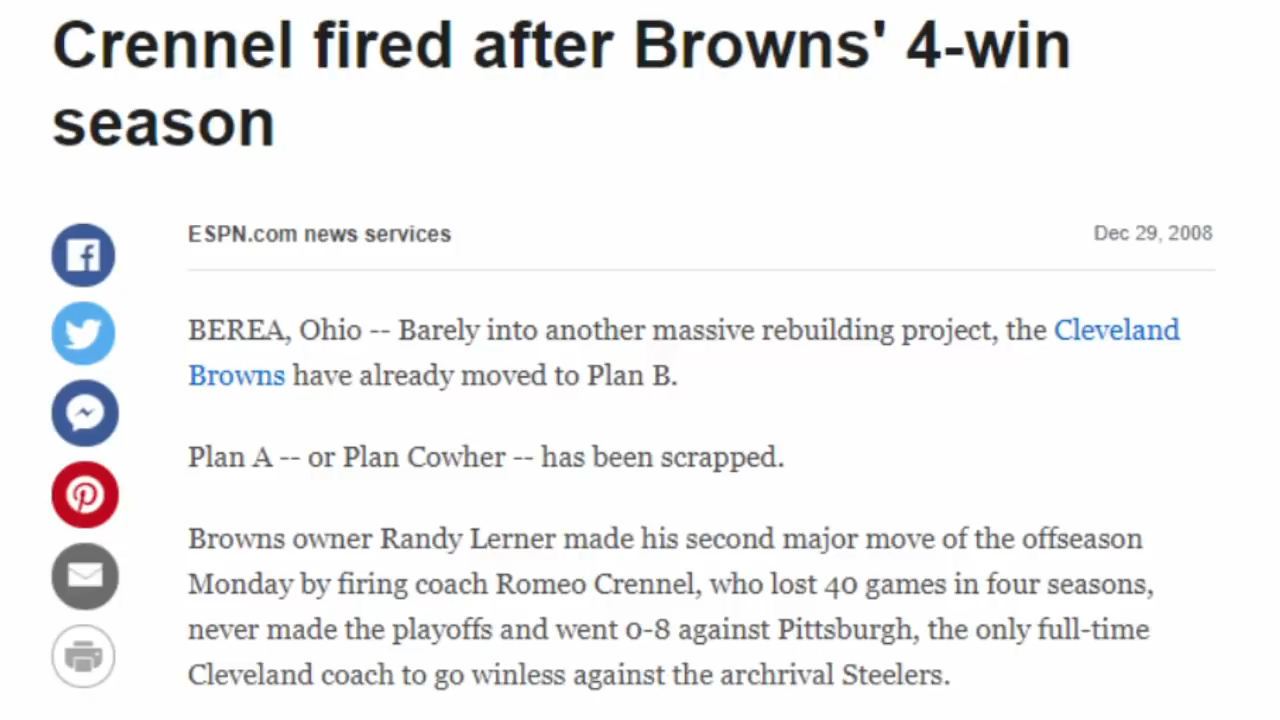 Crennel fired after Browns' 4-win
season
ESPN.com news services
Dec 29, 2008
BEREA, Ohio -- Barely into another massive rebuilding project, the Cleveland
Browns have already moved to Plan B.
Plan A -- or Plan Cowher -- has been scrapped.
Browns owner Randy Lerner made his second major move of the offseason
Monday by firing coach Romeo Crennel, who lost 40 games in four seasons,
never made the playoffs and went 0-8 against Pittsburgh, the only full-time
Cleveland coach to go winless against the archrival Steelers.